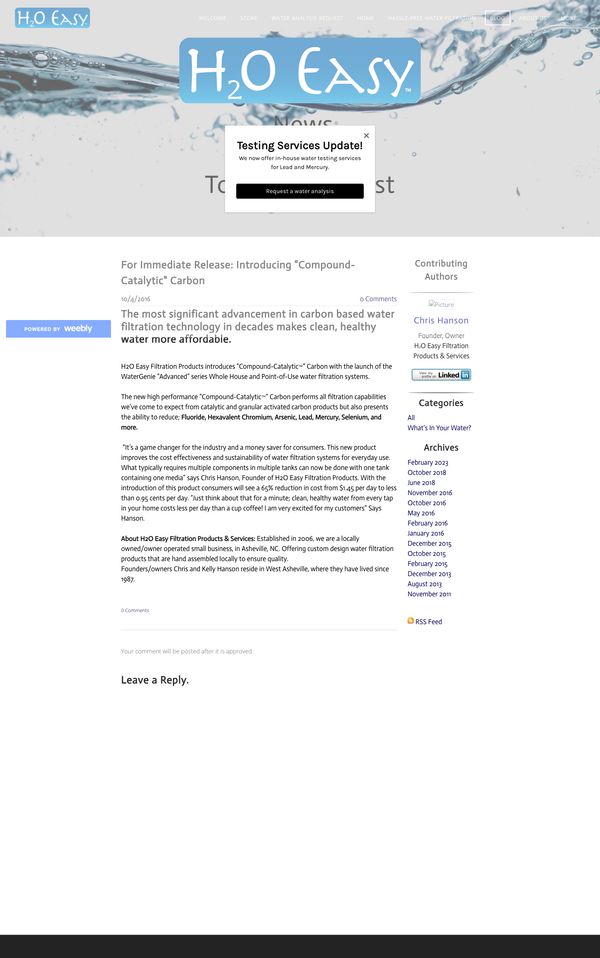 H2O Easy
WELCOME STORE WATER ANALYSIS REQUEST HOME HASSLE-FREE WATER FILTRATION BLOG ABOUT US MORE...
H2O Easy™
News
Testing Services Update!
We now offer in-house water testing services
for Lead and Mercury.
Request a water analysis
For Immediate Release: Introducing "Compound-
Catalytic" Carbon
10/4/2016
0 Comments
The most significant advancement in carbon based water
filtration technology in decades makes clean, healthy
water more affordable.
H2O Easy Filtration Products introduces "Compound-Catalytic™" Carbon with the launch of the
WaterGenie "Advanced" series Whole House and Point-of-Use water filtration systems.
The new high performance "Compound-Catalytic™" Carbon performs all filtration capabilities
we've come to expect from catalytic and granular activated carbon products but also presents
the ability to reduce; Fluoride, Hexavalent Chromium, Arsenic, Lead, Mercury, Selenium, and
more.
"It's a game changer for the industry and a money saver for consumers. This new product
improves the cost effectiveness and sustainability of water filtration systems for everyday use.
What typically requires multiple components in multiple tanks can now be done with one tank
containing one media" says Chris Hanson, Founder of H2O Easy Filtration Products. With the
introduction of this product consumers will see a 65% reduction in cost from $1.45 per day to less
than 0.95 cents per day. "Just think about that for a minute; clean, healthy water from every tap
in your home costs less per day than a cup coffee! I am very excited for my customers" Says
Hanson.
About H2O Easy Filtration Products & Services: Established in 2006, we are a locally
owned/owner operated small business, in Asheville, NC. Offering custom design water filtration
products that are hand assembled locally to ensure quality.
Founders/owners Chris and Kelly Hanson reside in West Asheville, where they have lived since
1987.
0 Comments
Your comment will be posted after it is approved.
Leave a Reply.
Contributing
Authors
Picture
Chris Hanson
Founder, Owner
H2O Easy Filtration
Products & Services
View my profile on LinkedIn
Categories
All
What's In Your Water?
Archives
February 2023
October 2018
June 2018
November 2016
October 2016
May 2016
February 2016
January 2016
December 2015
October 2015
February 2015
December 2013
August 2013
November 2011
RSS Feed
POWERED BY weebly